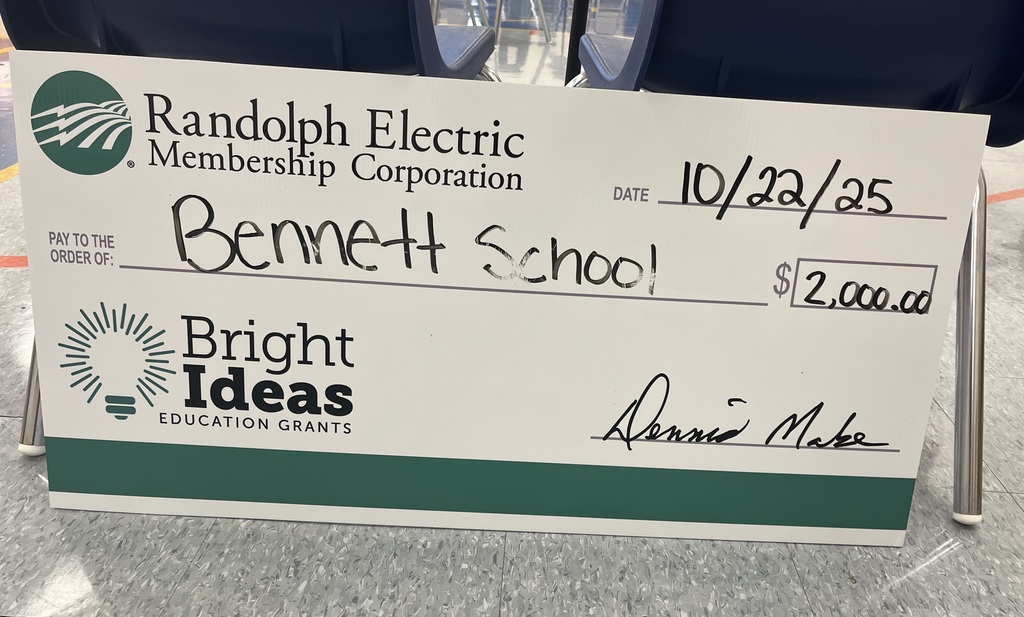 Randolph Electric
Membership Corporation
®
DATE 10/22/25
PAY TO THE
ORDER OF: Bennett School $ 2,000.00
Bright
Ideas
EDUCATION GRANTS
Dennis